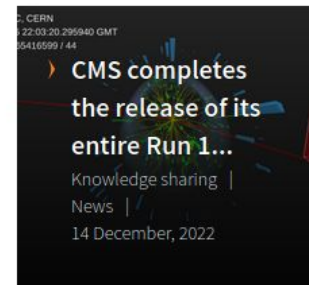 C, CERN
22:03:20.295940 GMT
65416599 / 44
CMS completes
the release of its
entire Run 1...
Knowledge sharing |
News |
14 December, 2022